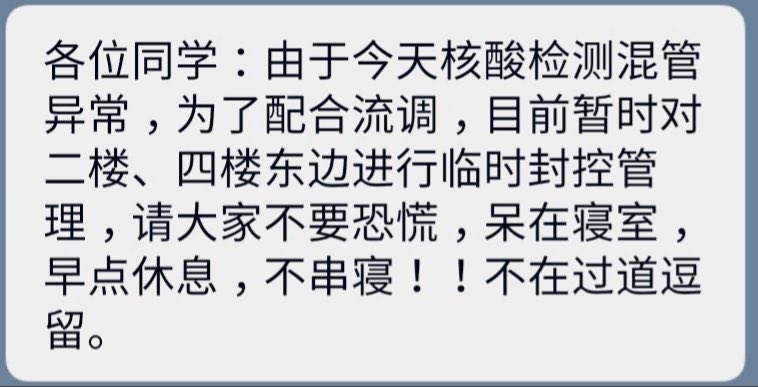 各位同学：由于今天核酸检测混管
异常，为了配合流调，目前暂时对
二楼、四楼东边进行临时封控管
理，请大家不要恐慌，呆在寝室，
早点休息，不串寝！！不在过道逗
留。